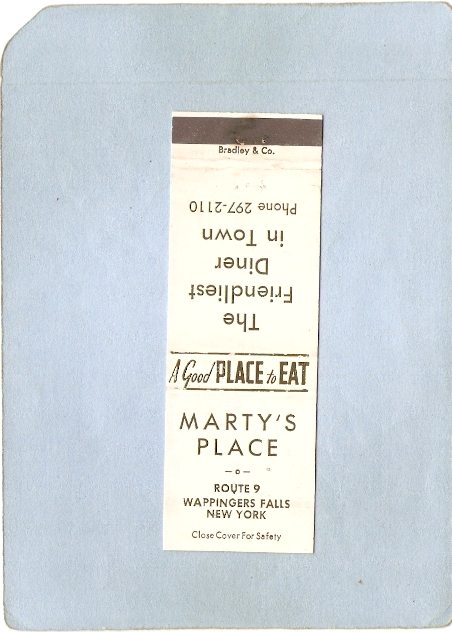 Bradley & Co.
The
Friendliest
Diner
in Town
Phone 297-2110
A Good PLACE to EAT
MARTY'S
PLACE
—o—
ROUTE 9
WAPPINGERS FALLS
NEW YORK
Close Cover For Safety